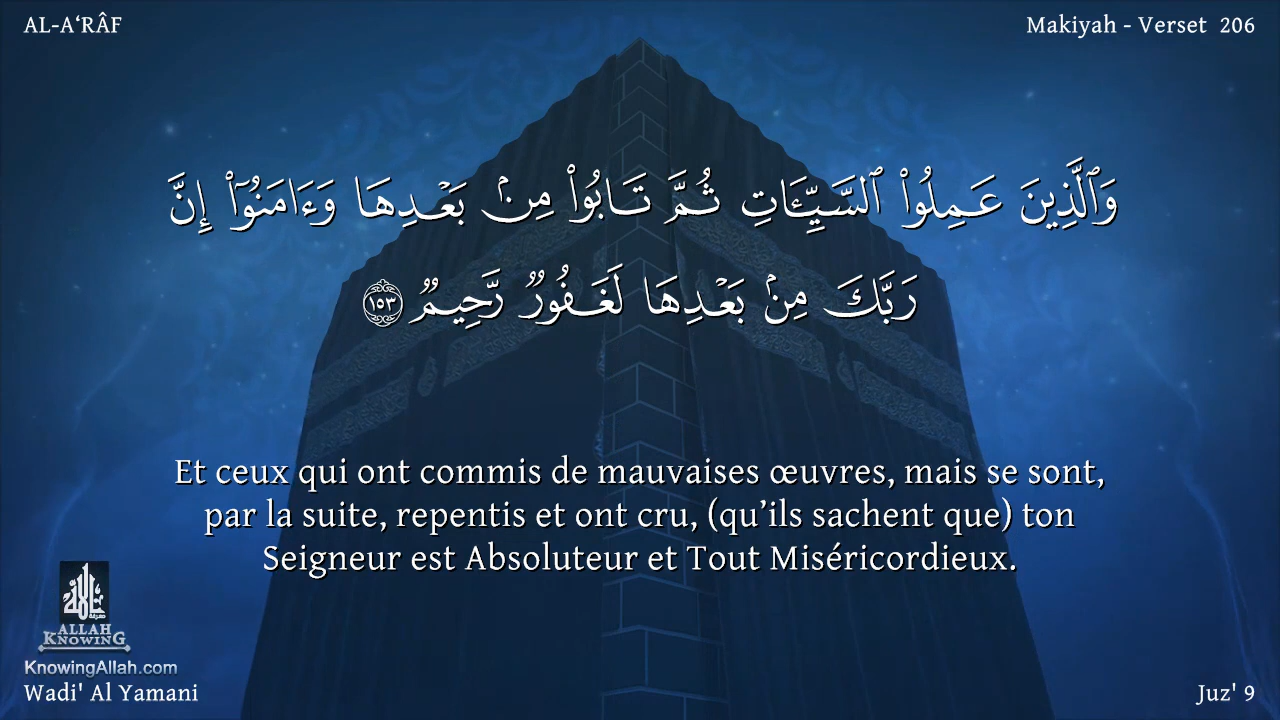 AL-A‘RÂF
Makiyah - Verset 206
وَٱلَّذِينَ عَمِلُوا۟ ٱلسَّيِّـَٔاتِ ثُمَّ تَابُوا۟ مِنۢ بَعْدِهَا وَءَامَنُوٓا۟ إِنَّ
رَبَّكَ مِنۢ بَعْدِهَا لَغَفُورٌ رَّحِيمٌ ١٥٣
Et ceux qui ont commis de mauvaises œuvres, mais se sont,
par la suite, repentis et ont cru, (qu’ils sachent que) ton
Seigneur est Absoluteur et Tout Miséricordieux.
معرفة الله
ALLAH
KNOWING
KnowingAllah.com
Wadi' Al Yamani
Juz' 9